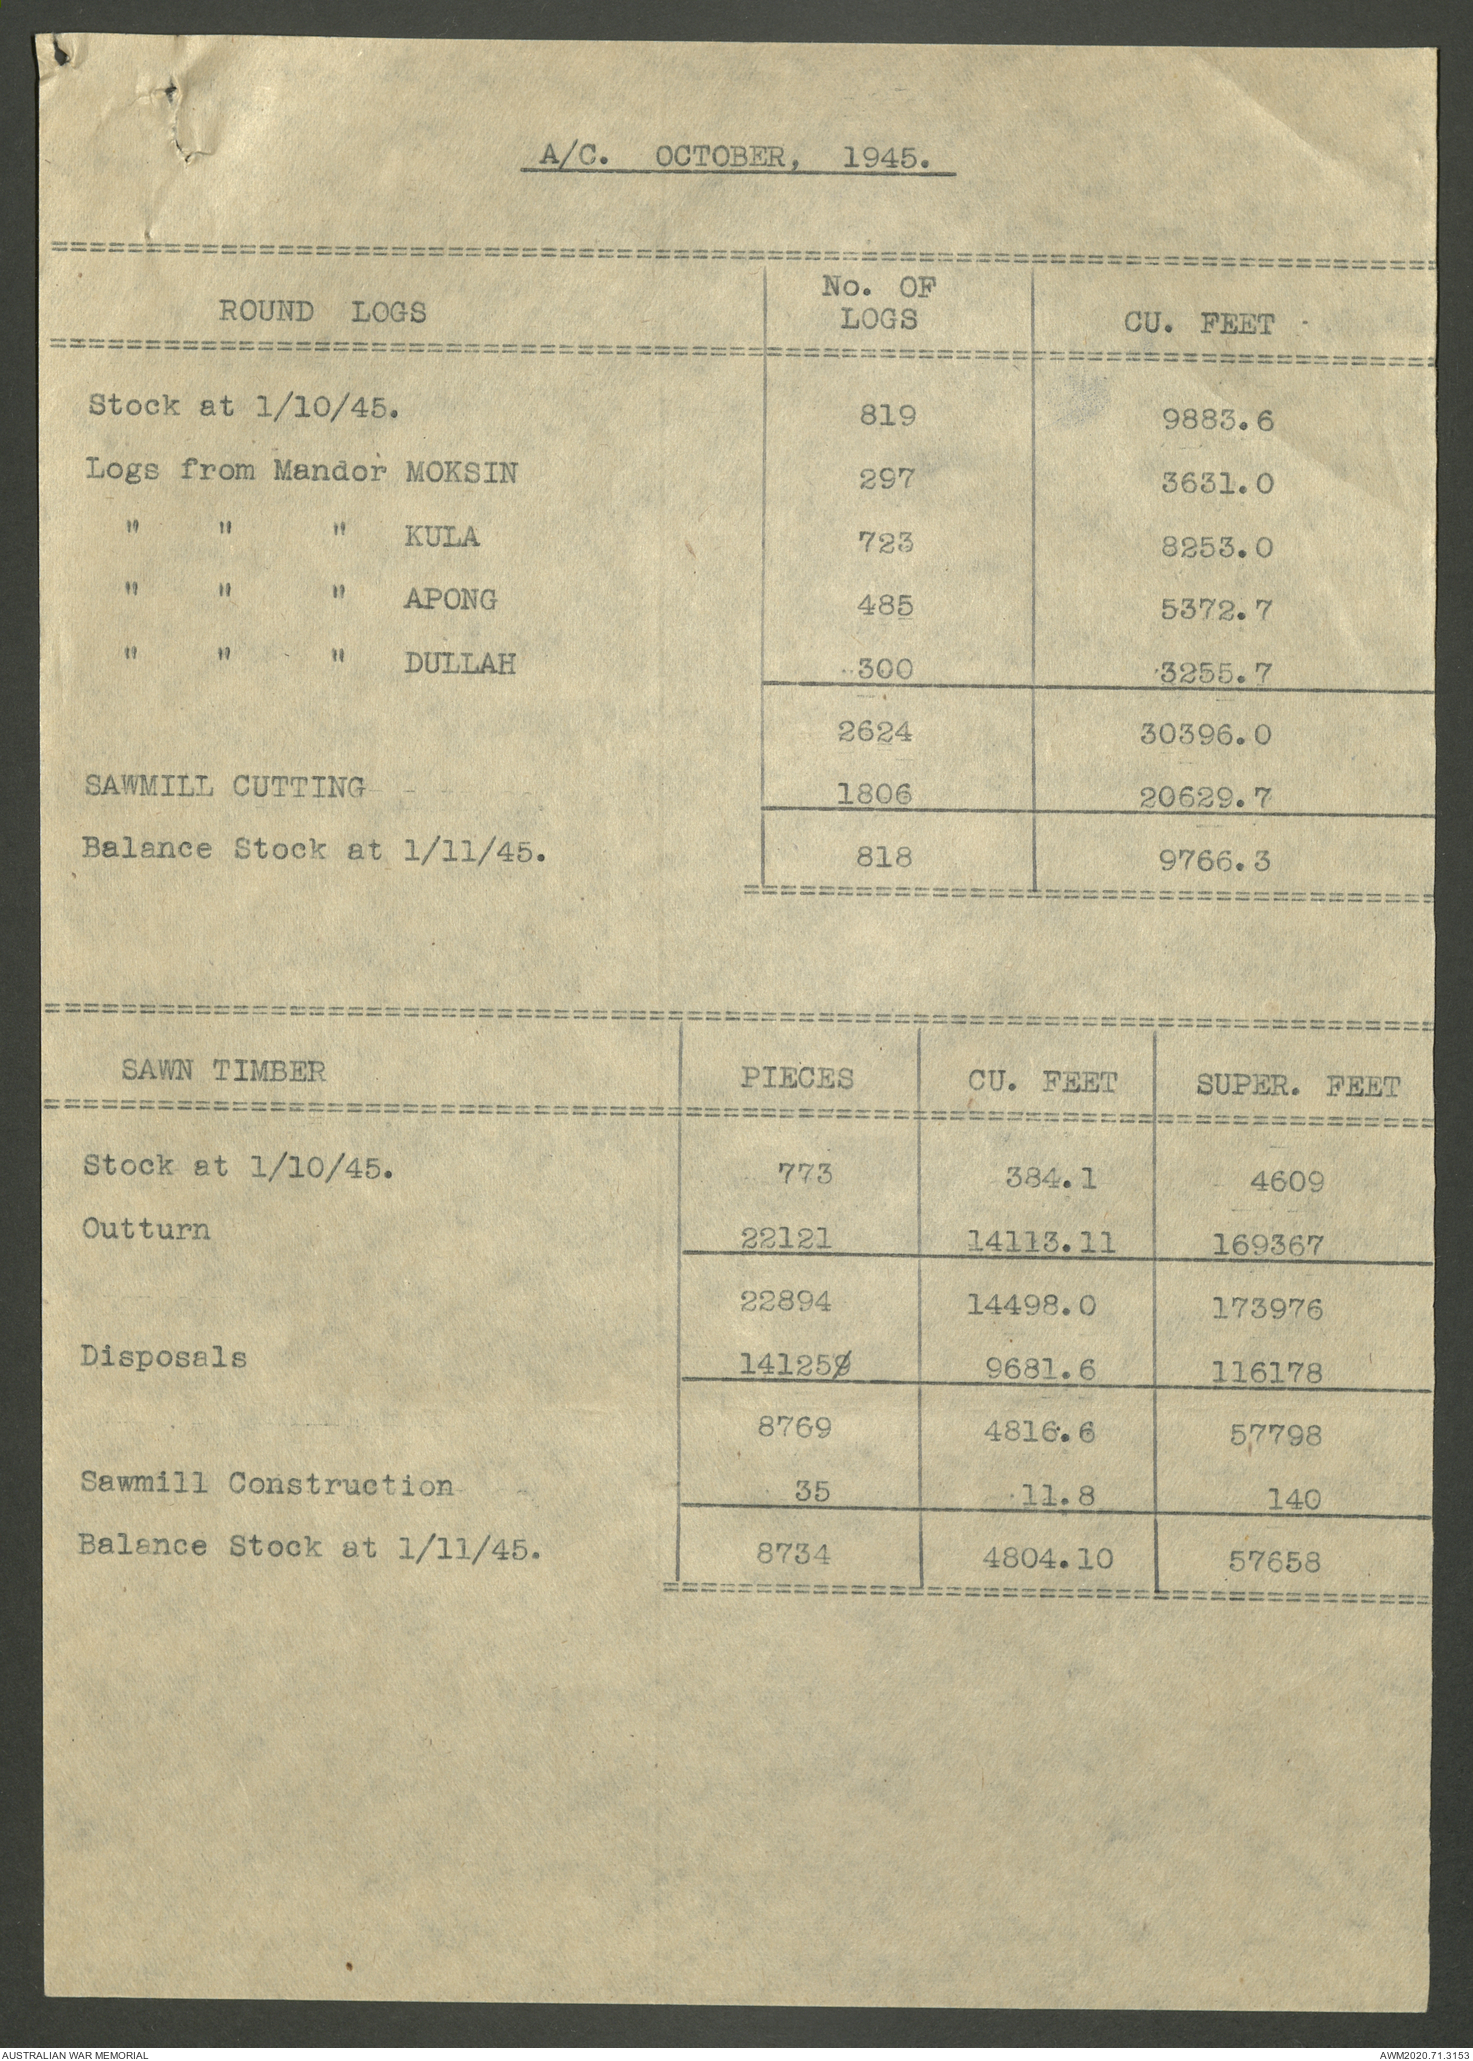 A/C. OCTOBER, 1945.
ROUND LOGS No. OF LOGS CU. FEET
Stock at 1/10/45. 819 9883.6
Logs from Mandor MOKSIN 297 3631.0
" " " KULA 723 8253.0
" " " APONG 485 5372.7
" " " DULLAH 300 3255.7
2624 30396.0
SAWMILL CUTTING 1806 20629.7
Balance Stock at 1/11/45. 818 9766.3
SAWN TIMBER PIECES CU. FEET SUPER. FEET
Stock at 1/10/45. 773 384.1 4609
Outturn 22121 14113.11 169367
22894 14498.0 173976
Disposals 14125 9681.6 116178
8769 4816.6 57798
Sawmill Construction 35 11.8 140
Balance Stock at 1/11/45. 8734 4804.10 57658
AUSTRALIAN WAR MEMORIAL AWM2020.71.3153